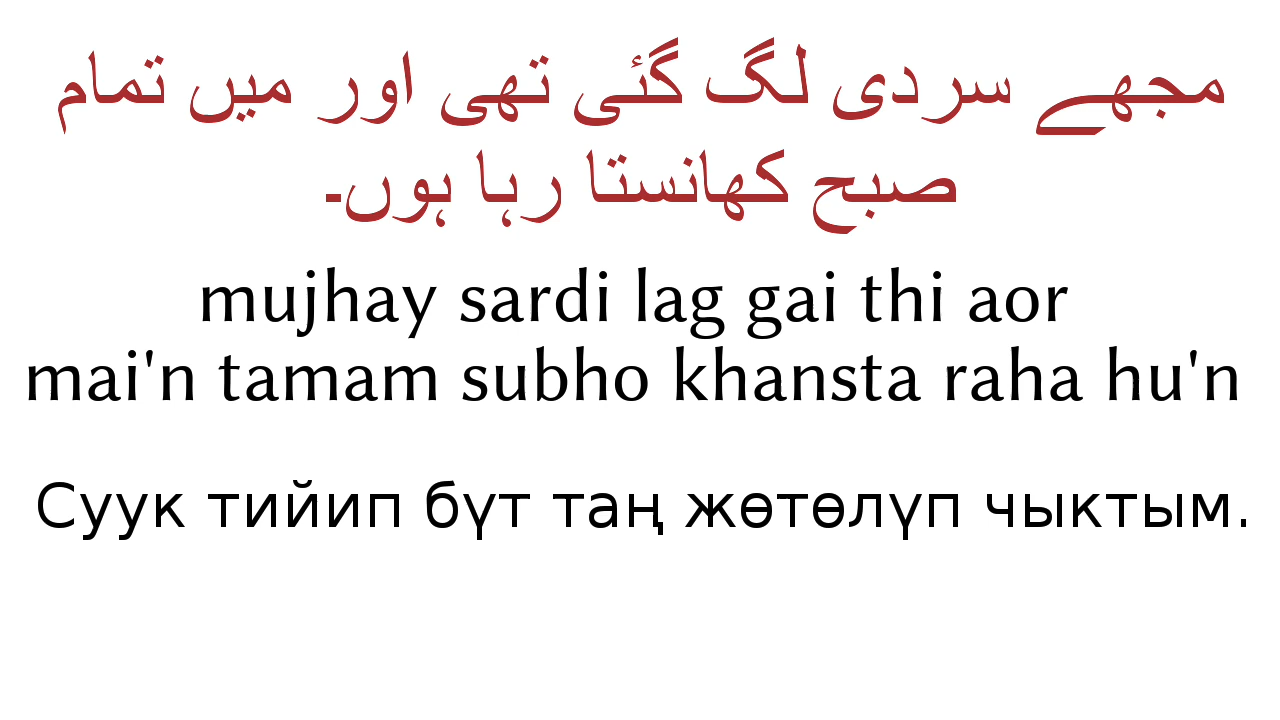 مجھے سردی لگ گئی تھی اور میں تمام
صبح کھانستا رہا ہوں۔
mujhay sardi lag gai thi aor
mai'n tamam subho khansta raha hu'n
Суук тийип бүт таң жөтөлүп чыктым.